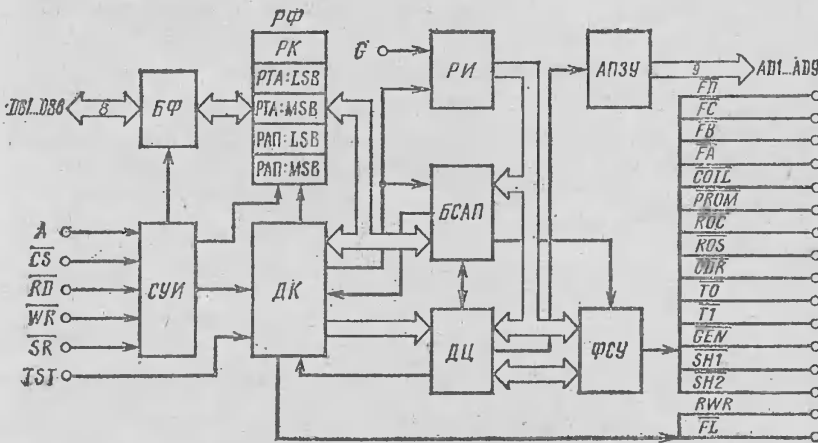 РФ
РК
РТА:LSB
РТА:MSB
РАП:LSB
РАП:MSB
DB1...DB8
8
БФ
G
РИ
АПЗУ
9
AD1...AD9
БСАП
A
CS
RD
WR
SR
TST
СУИ
ДК
ДЦ
ФСУ
FD
FC
FB
FA
COIL
PROM
ROC
ROS
ODR
T0
T1
GEN
SH1
SH2
RWR
FL